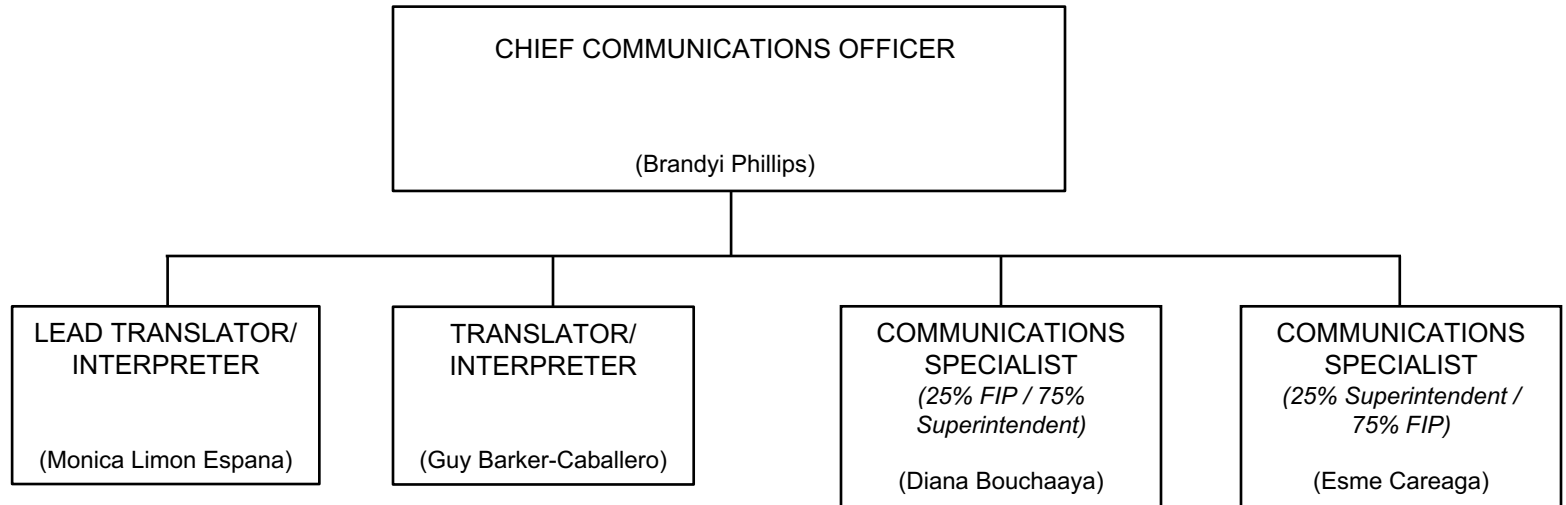 CHIEF COMMUNICATIONS OFFICER
(Brandyi Phillips)
LEAD TRANSLATOR/
INTERPRETER
(Monica Limon Espana)
TRANSLATOR/
INTERPRETER
(Guy Barker-Caballero)
COMMUNICATIONS
SPECIALIST
(25% FIP / 75%
Superintendent)
(Diana Bouchaaya)
COMMUNICATIONS
SPECIALIST
(25% Superintendent /
75% FIP)
(Esme Careaga)